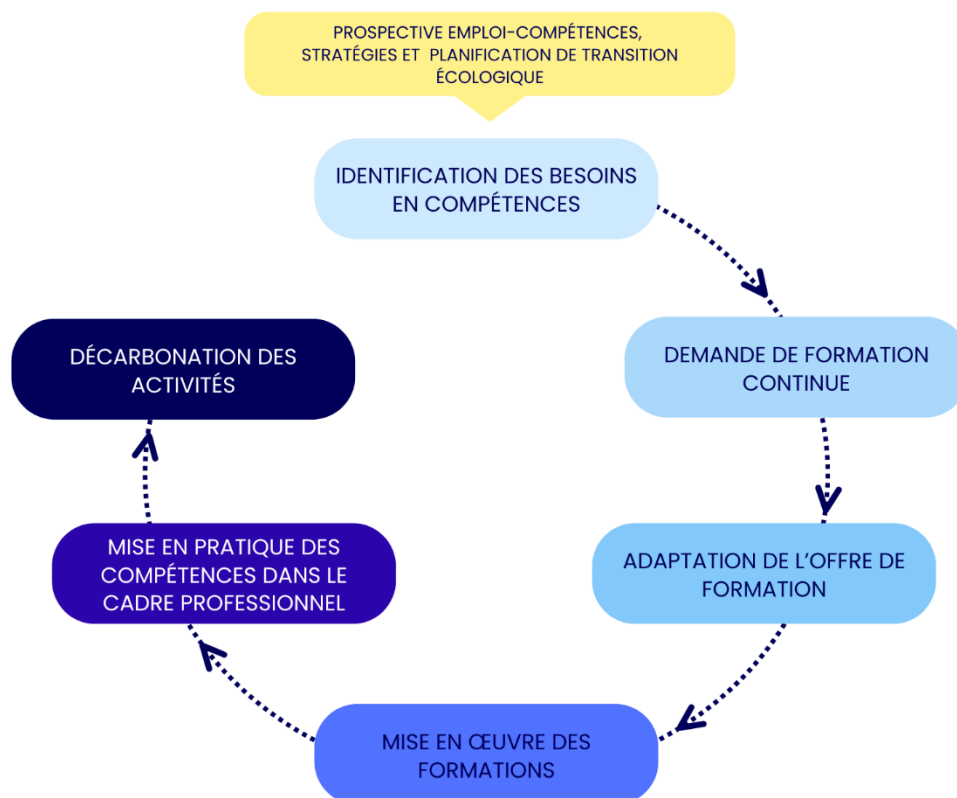 PROSPECTIVE EMPLOI-COMPÉTENCES,
STRATÉGIES ET PLANIFICATION DE TRANSITION
ÉCOLOGIQUE
IDENTIFICATION DES BESOINS
EN COMPÉTENCES
DEMANDE DE FORMATION
CONTINUE
ADAPTATION DE L’OFFRE DE
FORMATION
MISE EN ŒUVRE DES
FORMATIONS
MISE EN PRATIQUE DES
COMPÉTENCES DANS LE
CADRE PROFESSIONNEL
DÉCARBONATION DES
ACTIVITÉS